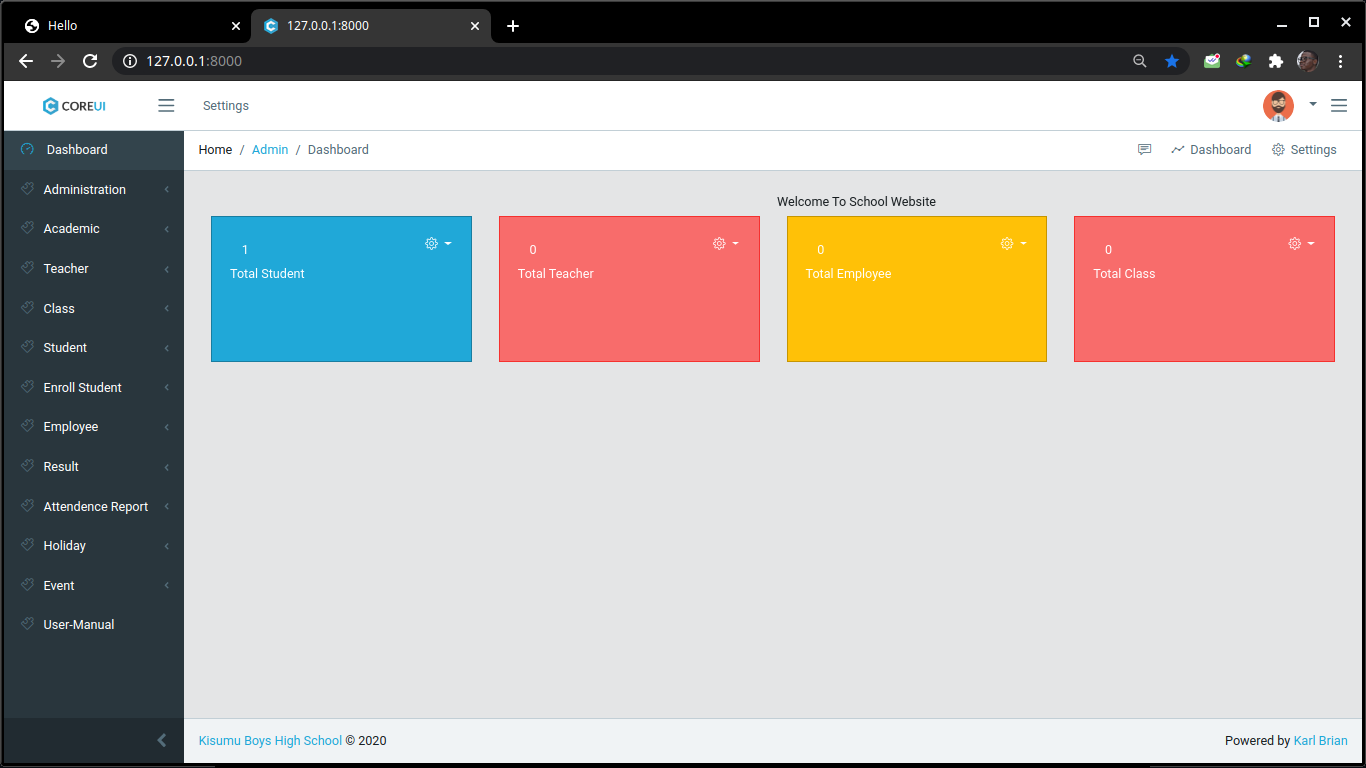 Hello
127.0.0.1:8000
127.0.0.1:8000
COREUI
Settings
Dashboard
Home / Admin / Dashboard
Dashboard
Settings
Administration
Academic
Teacher
Class
Student
Enroll Student
Employee
Result
Attendence Report
Holiday
Event
User-Manual
Welcome To School Website
1
Total Student
0
Total Teacher
0
Total Employee
0
Total Class
Kisumu Boys High School © 2020
Powered by Karl Brian